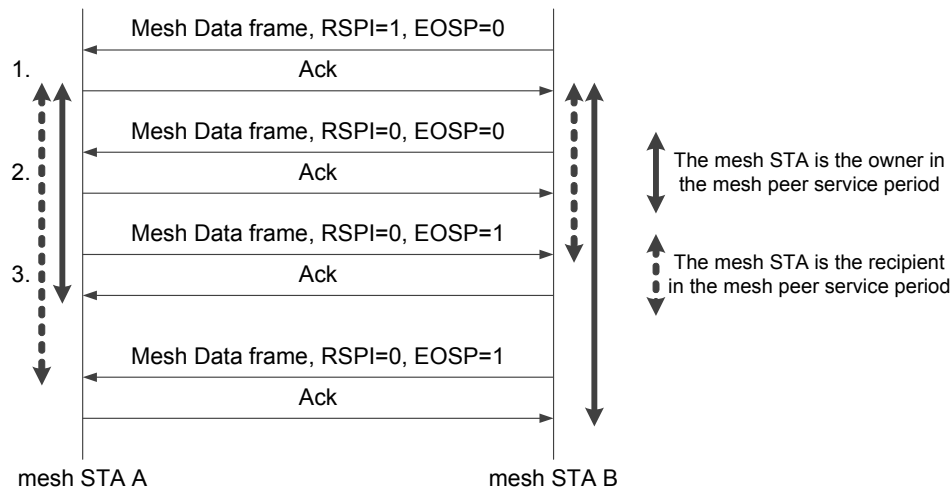 Mesh Data frame, RSPI=1, EOSP=0
1.
Ack
Mesh Data frame, RSPI=0, EOSP=0
2.
Ack
Mesh Data frame, RSPI=0, EOSP=1
3.
Ack
Mesh Data frame, RSPI=0, EOSP=1
Ack
mesh STA A
mesh STA B
The mesh STA is the owner in
the mesh peer service period
The mesh STA is the recipient
in the mesh peer service period